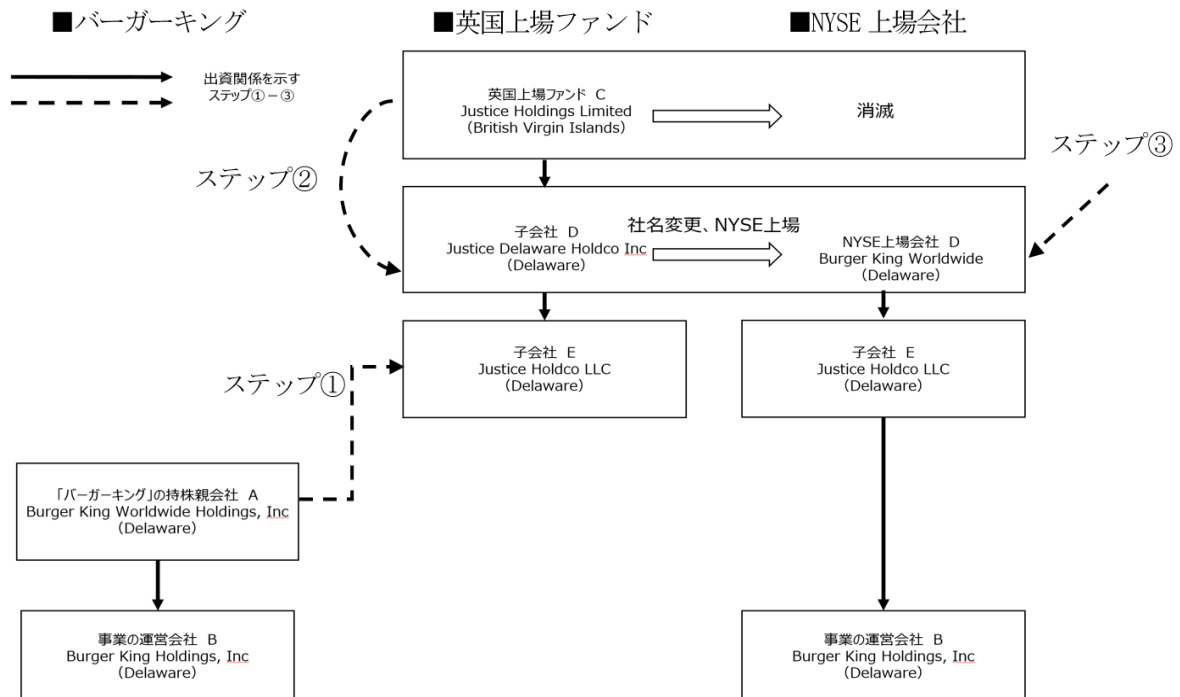 ■バーガーキング
■英国上場ファンド
■NYSE 上場会社
出資関係を示す
ステップ①－③
英国上場ファンド C
Justice Holdings Limited
(British Virgin Islands)
消滅
ステップ③
ステップ②
子会社 D
Justice Delaware Holdco Inc
(Delaware)
社名変更、NYSE上場
NYSE上場会社 D
Burger King Worldwide
(Delaware)
ステップ①
子会社 E
Justice Holdco LLC
(Delaware)
子会社 E
Justice Holdco LLC
(Delaware)
「バーガーキング」の持株親会社 A
Burger King Worldwide Holdings, Inc
(Delaware)
事業の運営会社 B
Burger King Holdings, Inc
(Delaware)
事業の運営会社 B
Burger King Holdings, Inc
(Delaware)